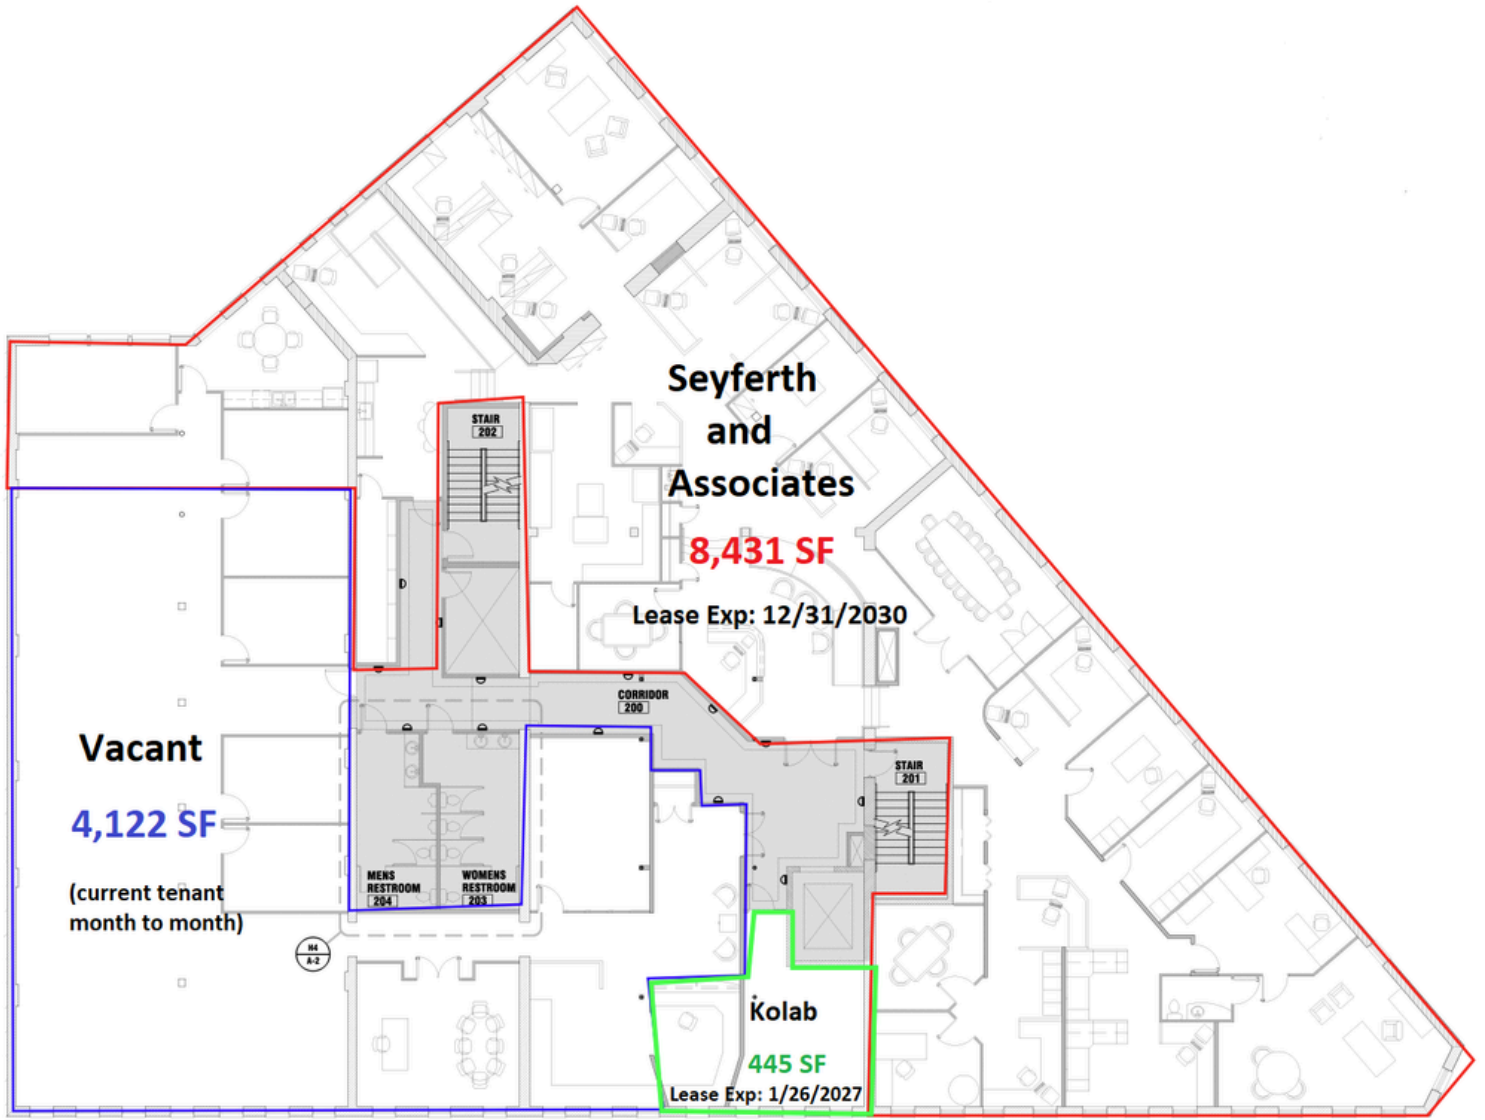 STAIR
202
Seyferth
and
Associates
8,431 SF
Lease Exp: 12/31/2030
CORRIDOR
200
Vacant
4,122 SF
(current tenant
month to month)
STAIR
201
MENS
RESTROOM
204
WOMENS
RESTROOM
203
H4
A-2
Kolab
445 SF
Lease Exp: 1/26/2027